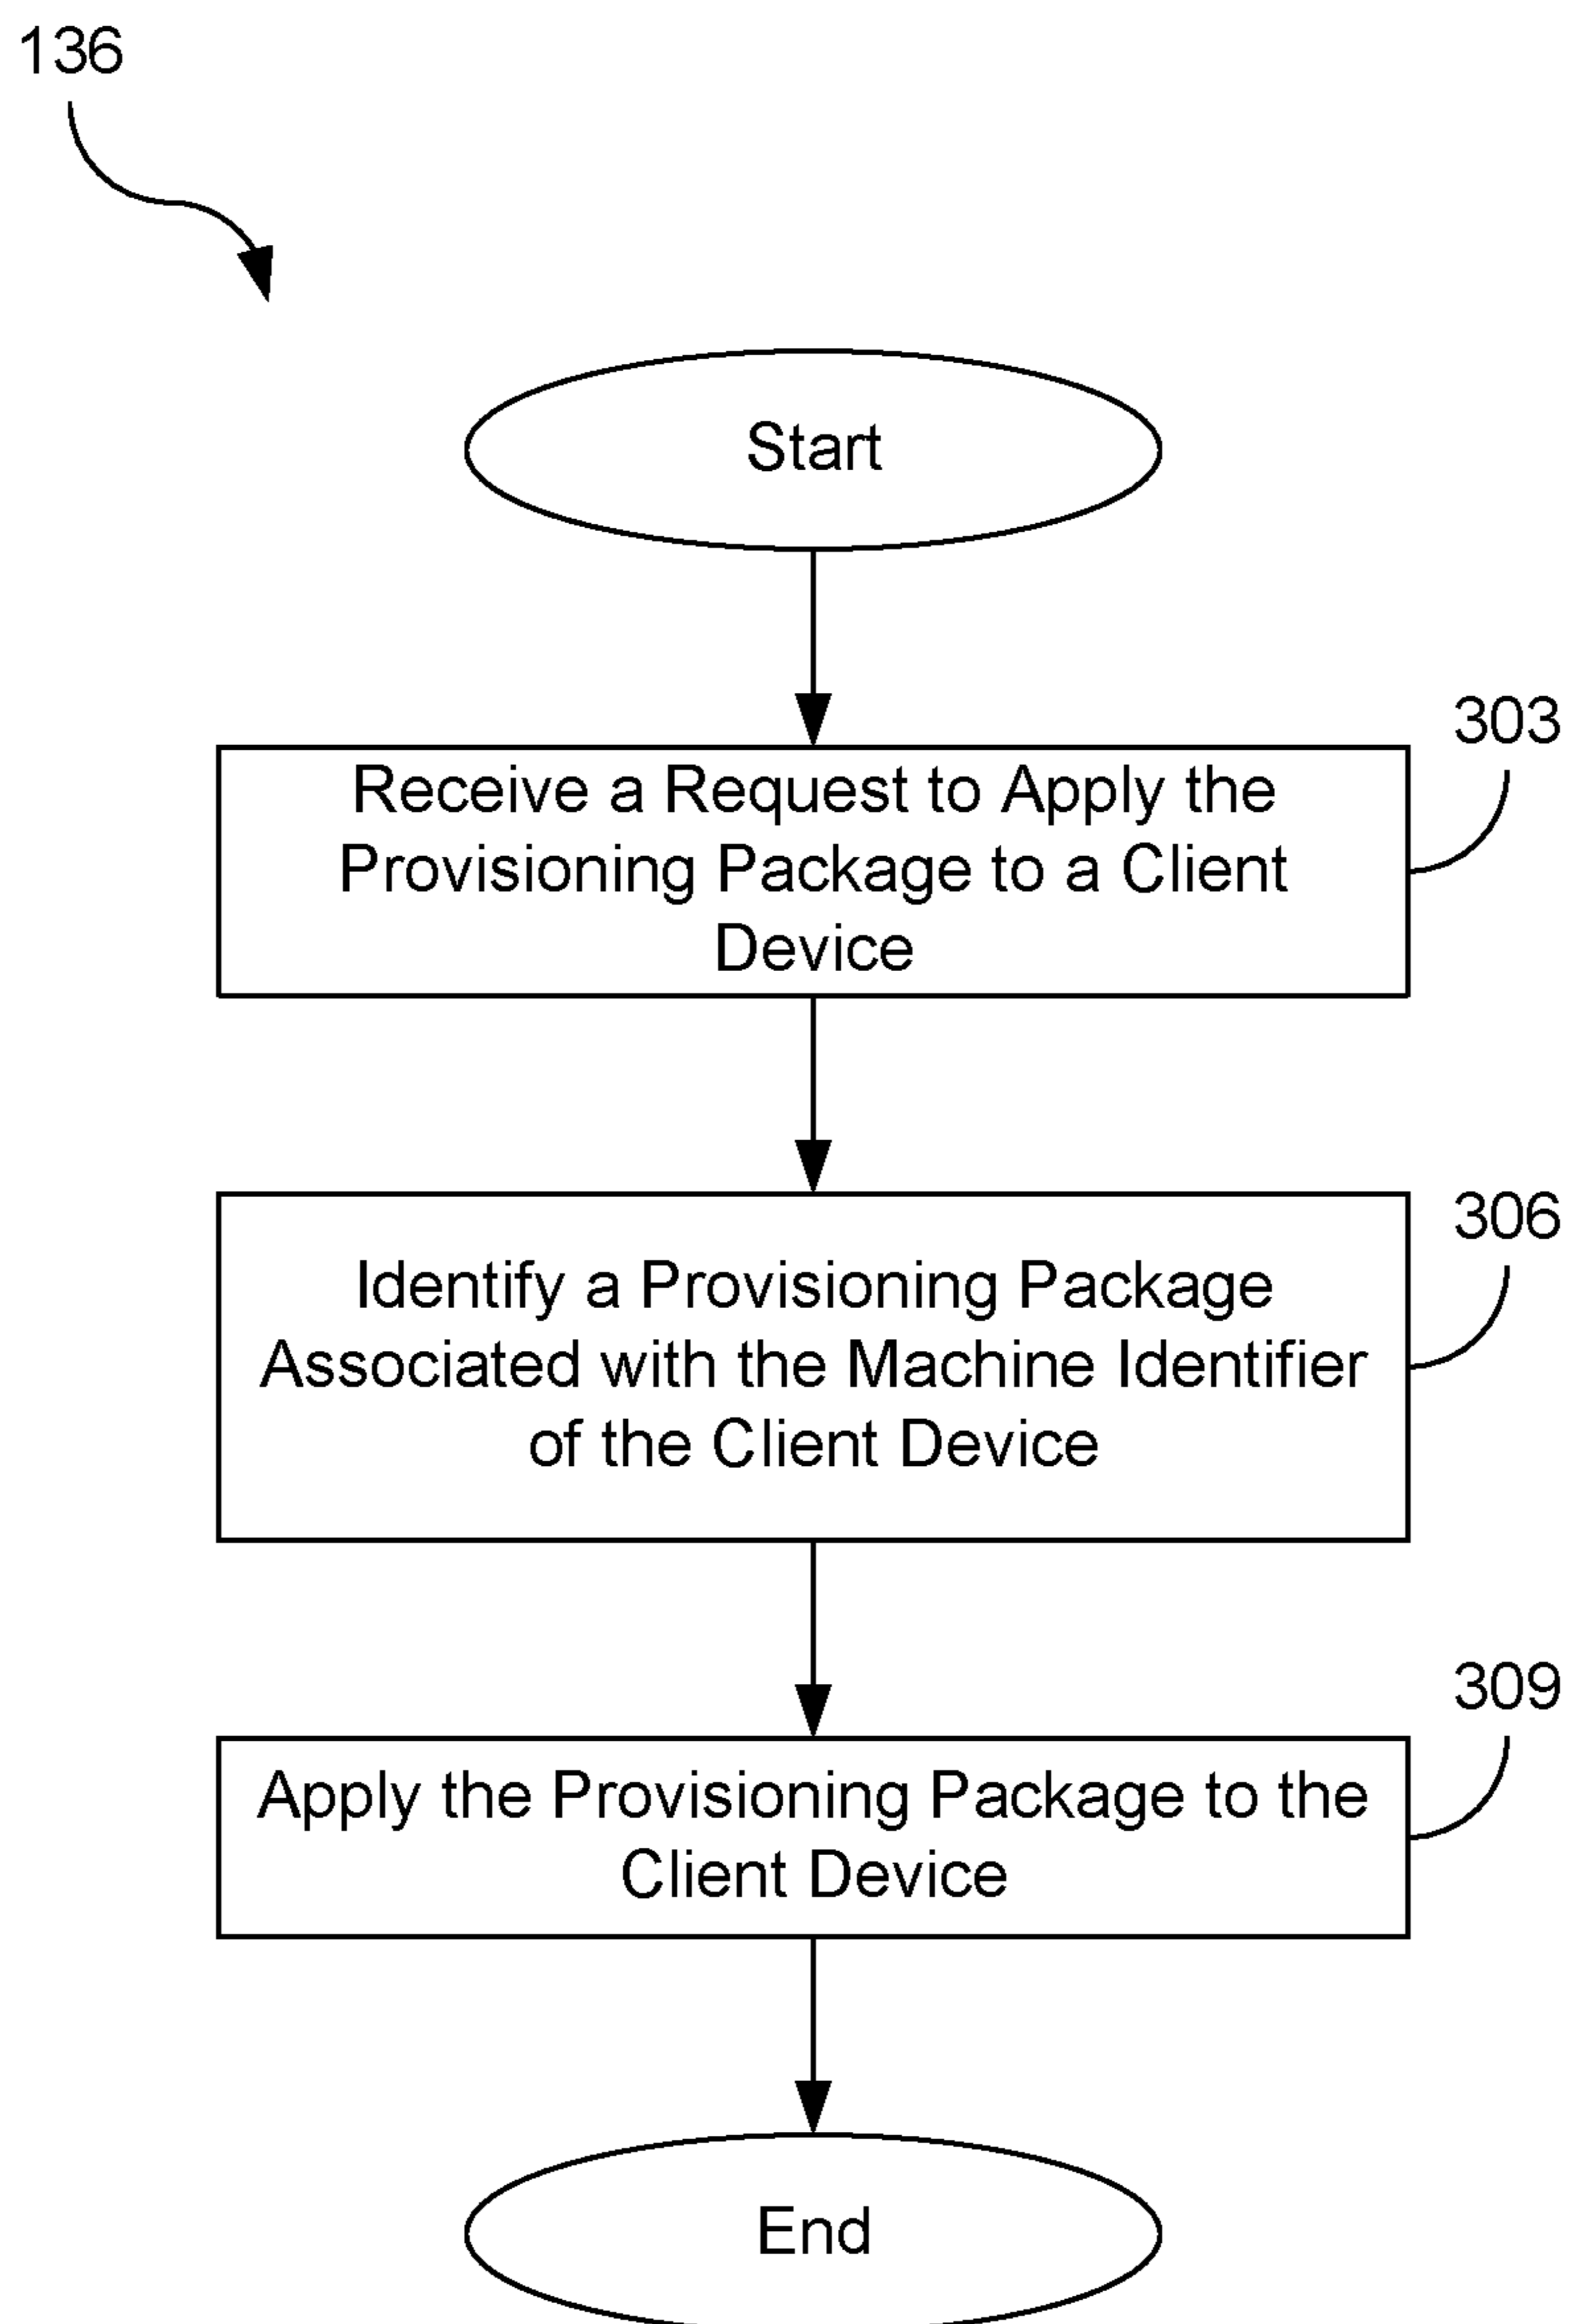 136
Start
303
Receive a Request to Apply the
Provisioning Package to a Client
Device
306
Identify a Provisioning Package
Associated with the Machine Identifier
of the Client Device
309
Apply the Provisioning Package to the
Client Device
End